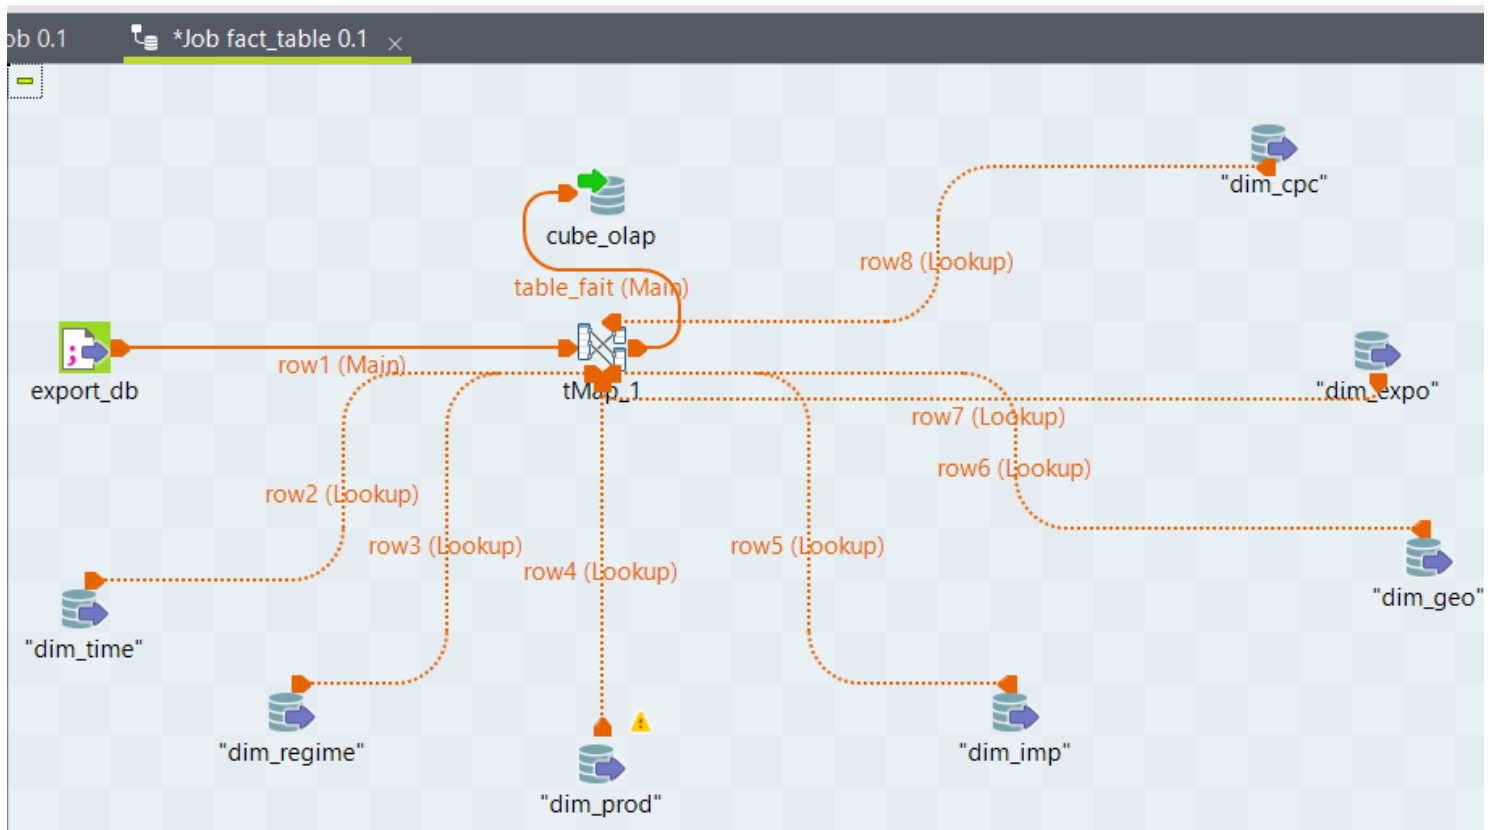 ob 0.1
*Job fact_table 0.1
"dim_cpc"
cube_olap
row8 (Lookup)
table_fait (Main)
row1 (Main)
export_db
tMap_1
"dim_expo"
row7 (Lookup)
row6 (Lookup)
row2 (Lookup)
row3 (Lookup)
row4 (Lookup)
row5 (Lookup)
"dim_geo"
"dim_time"
"dim_regime"
"dim_imp"
"dim_prod"